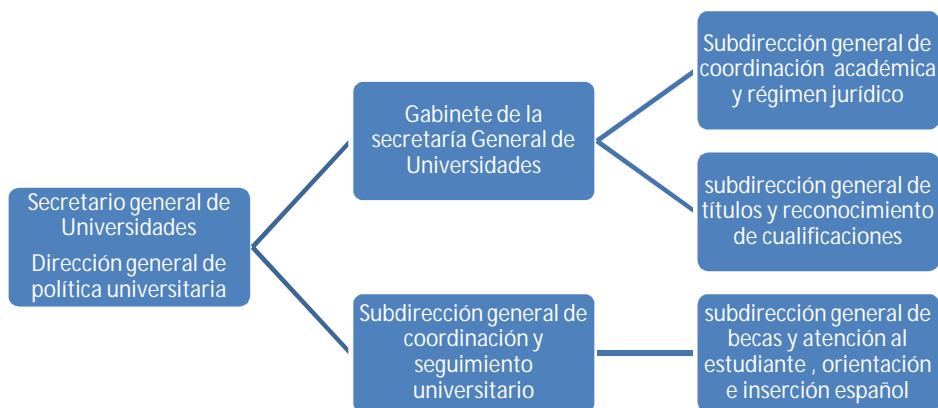 Secretario general de
Universidades
Dirección general de
política universitaria
Gabinete de la
secretaría General de
Universidades
Subdirección general de
coordinación académica
y régimen jurídico
subdirección general de
títulos y reconocimiento
de cualificaciones
Subdirección general de
coordinación y
seguimiento
universitario
subdirección general de
becas y atención al
estudiante , orientación
e inserción español